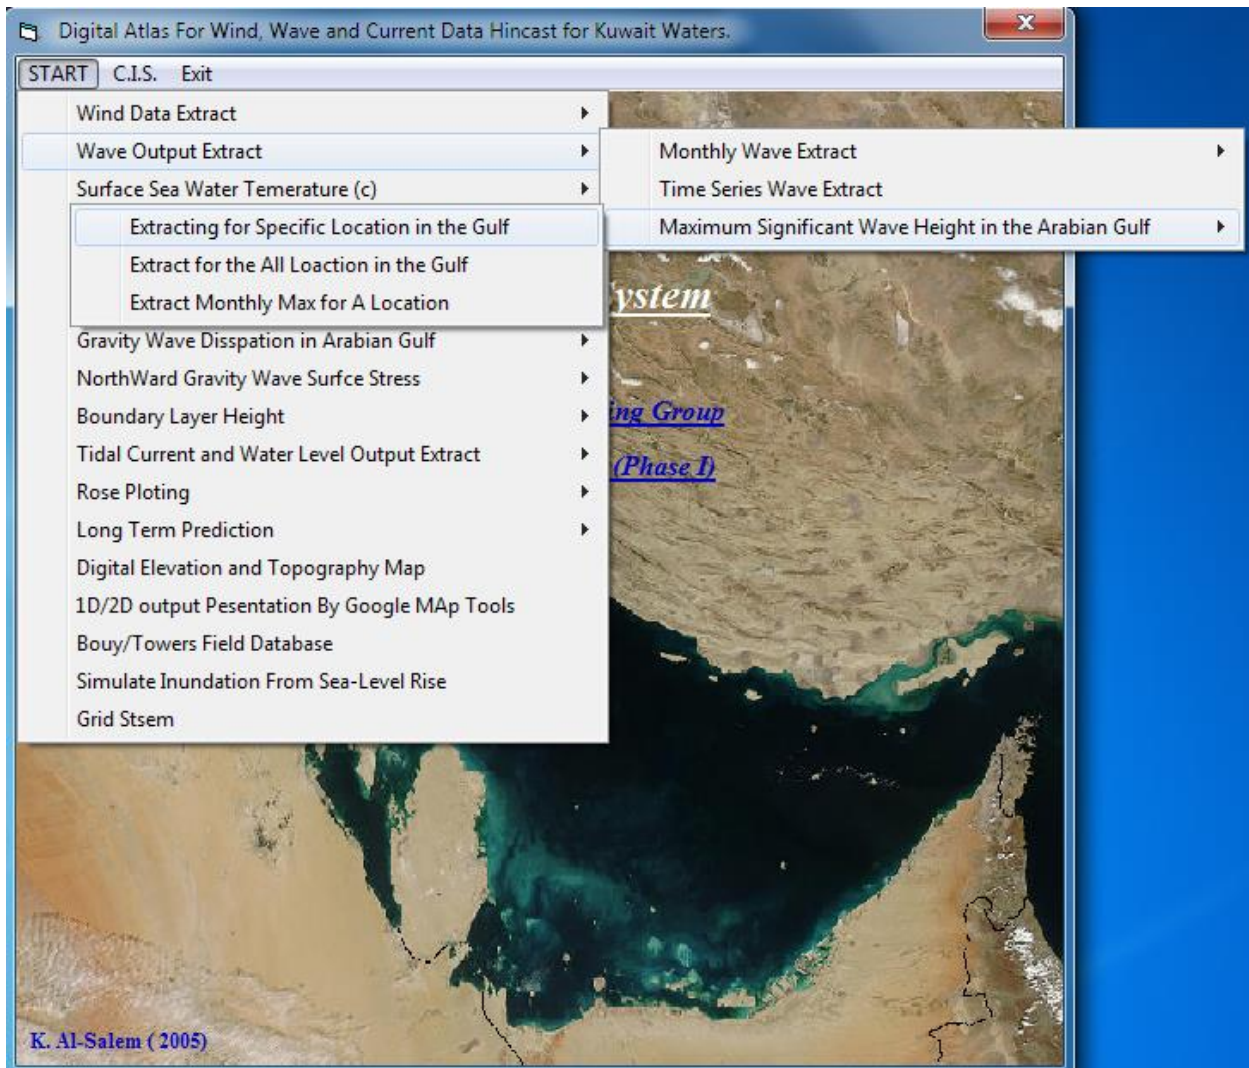 Digital Atlas For Wind, Wave and Current Data Hincast for Kuwait Waters.
START C.I.S. Exit
Wind Data Extract
Wave Output Extract
Surface Sea Water Temerature (c)
Monthly Wave Extract
Time Series Wave Extract
Maximum Significant Wave Height in the Arabian Gulf
Extracting for Specific Location in the Gulf
Extract for the All Loaction in the Gulf
Extract Monthly Max for A Location
Gravity Wave Disspation in Arabian Gulf
NorthWard Gravity Wave Surfce Stress
Boundary Layer Height
Tidal Current and Water Level Output Extract
Rose Ploting
Long Term Prediction
Digital Elevation and Topography Map
1D/2D output Pesentation By Google MAp Tools
Bouy/Towers Field Database
Simulate Inundation From Sea-Level Rise
Grid Stsem
ystem
ing Group
(Phase I)
K. Al-Salem ( 2005)